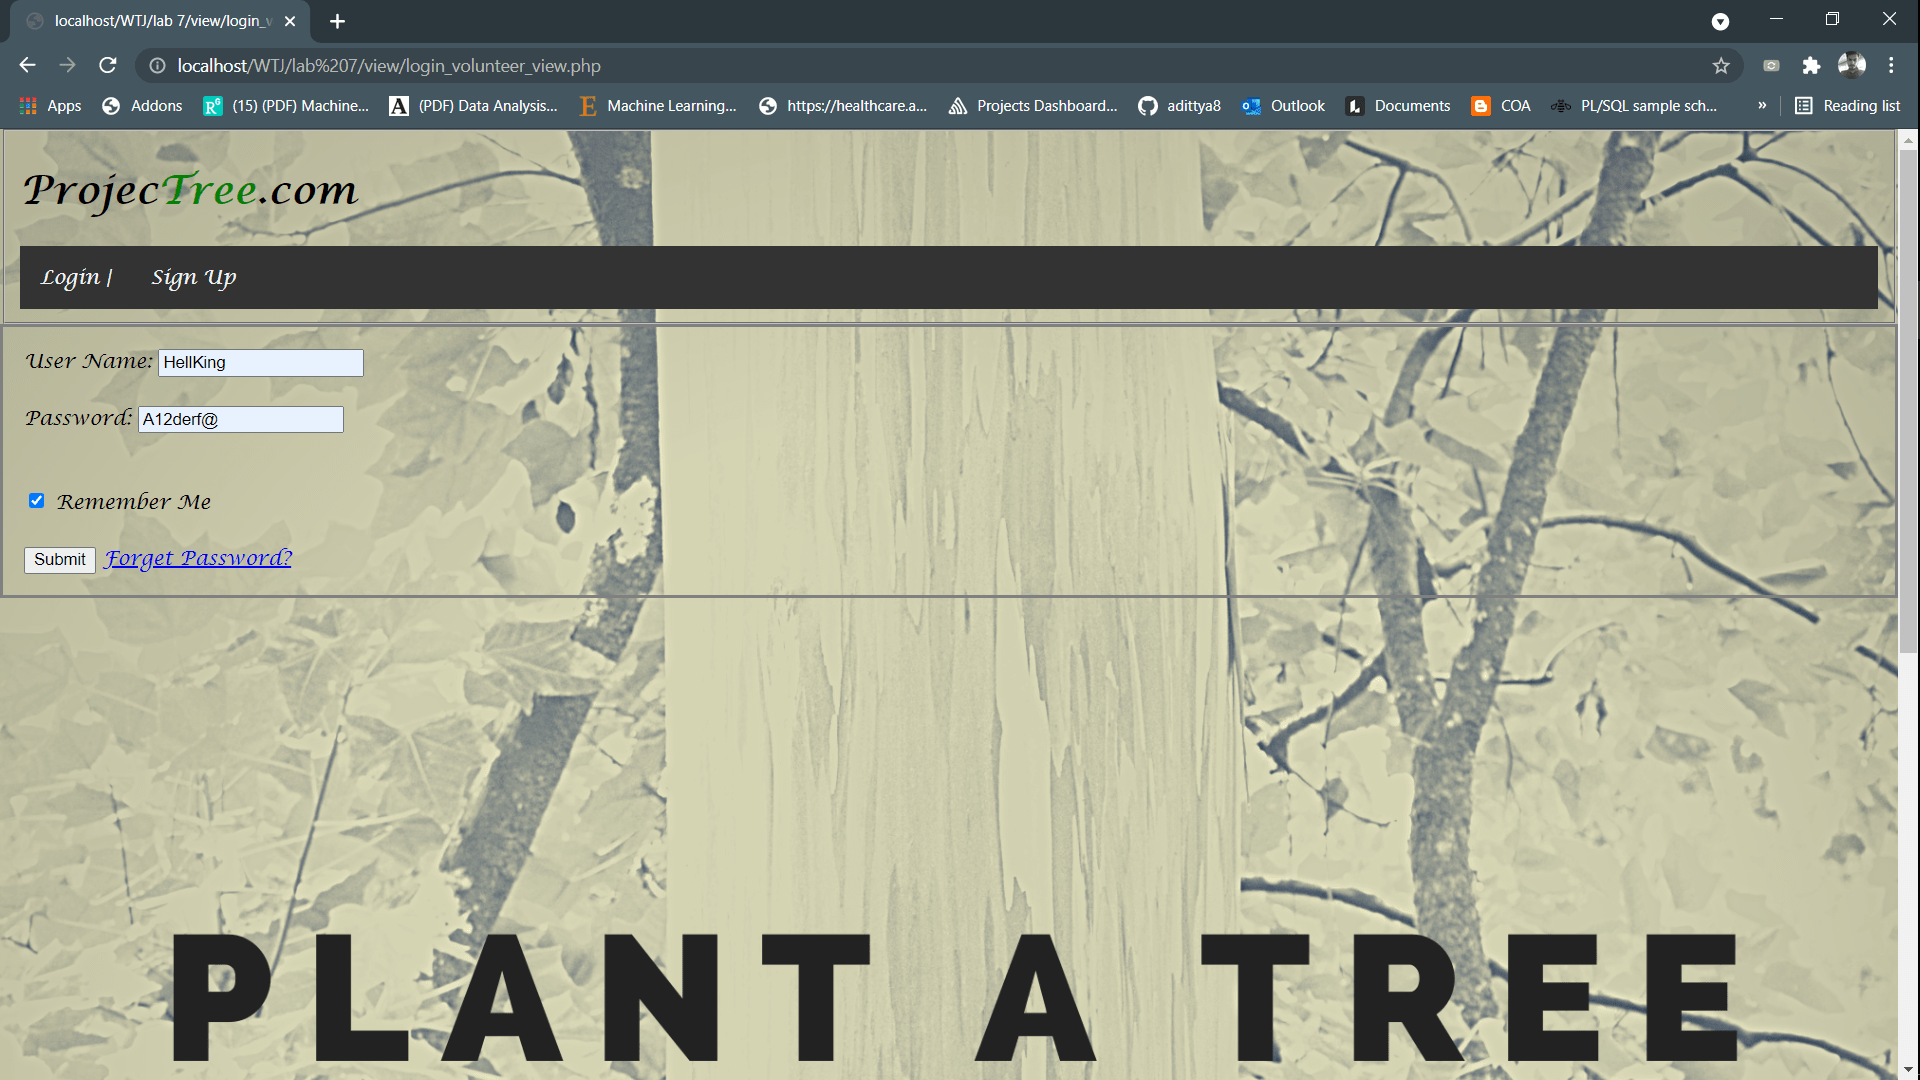 localhost/WTJ/lab 7/view/login_v
localhost/WTJ/lab%207/view/login_volunteer_view.php
Apps Addons (15) (PDF) Machine... (PDF) Data Analysis... Machine Learning... https://healthcare.a... Projects Dashboard... adittya8 Outlook Documents COA PL/SQL sample sch... » Reading list
ProjecTree.com
Login | Sign Up
User Name: HellKing
Password: A12derf@
Remember Me
Submit Forget Password?
PLANT A TREE